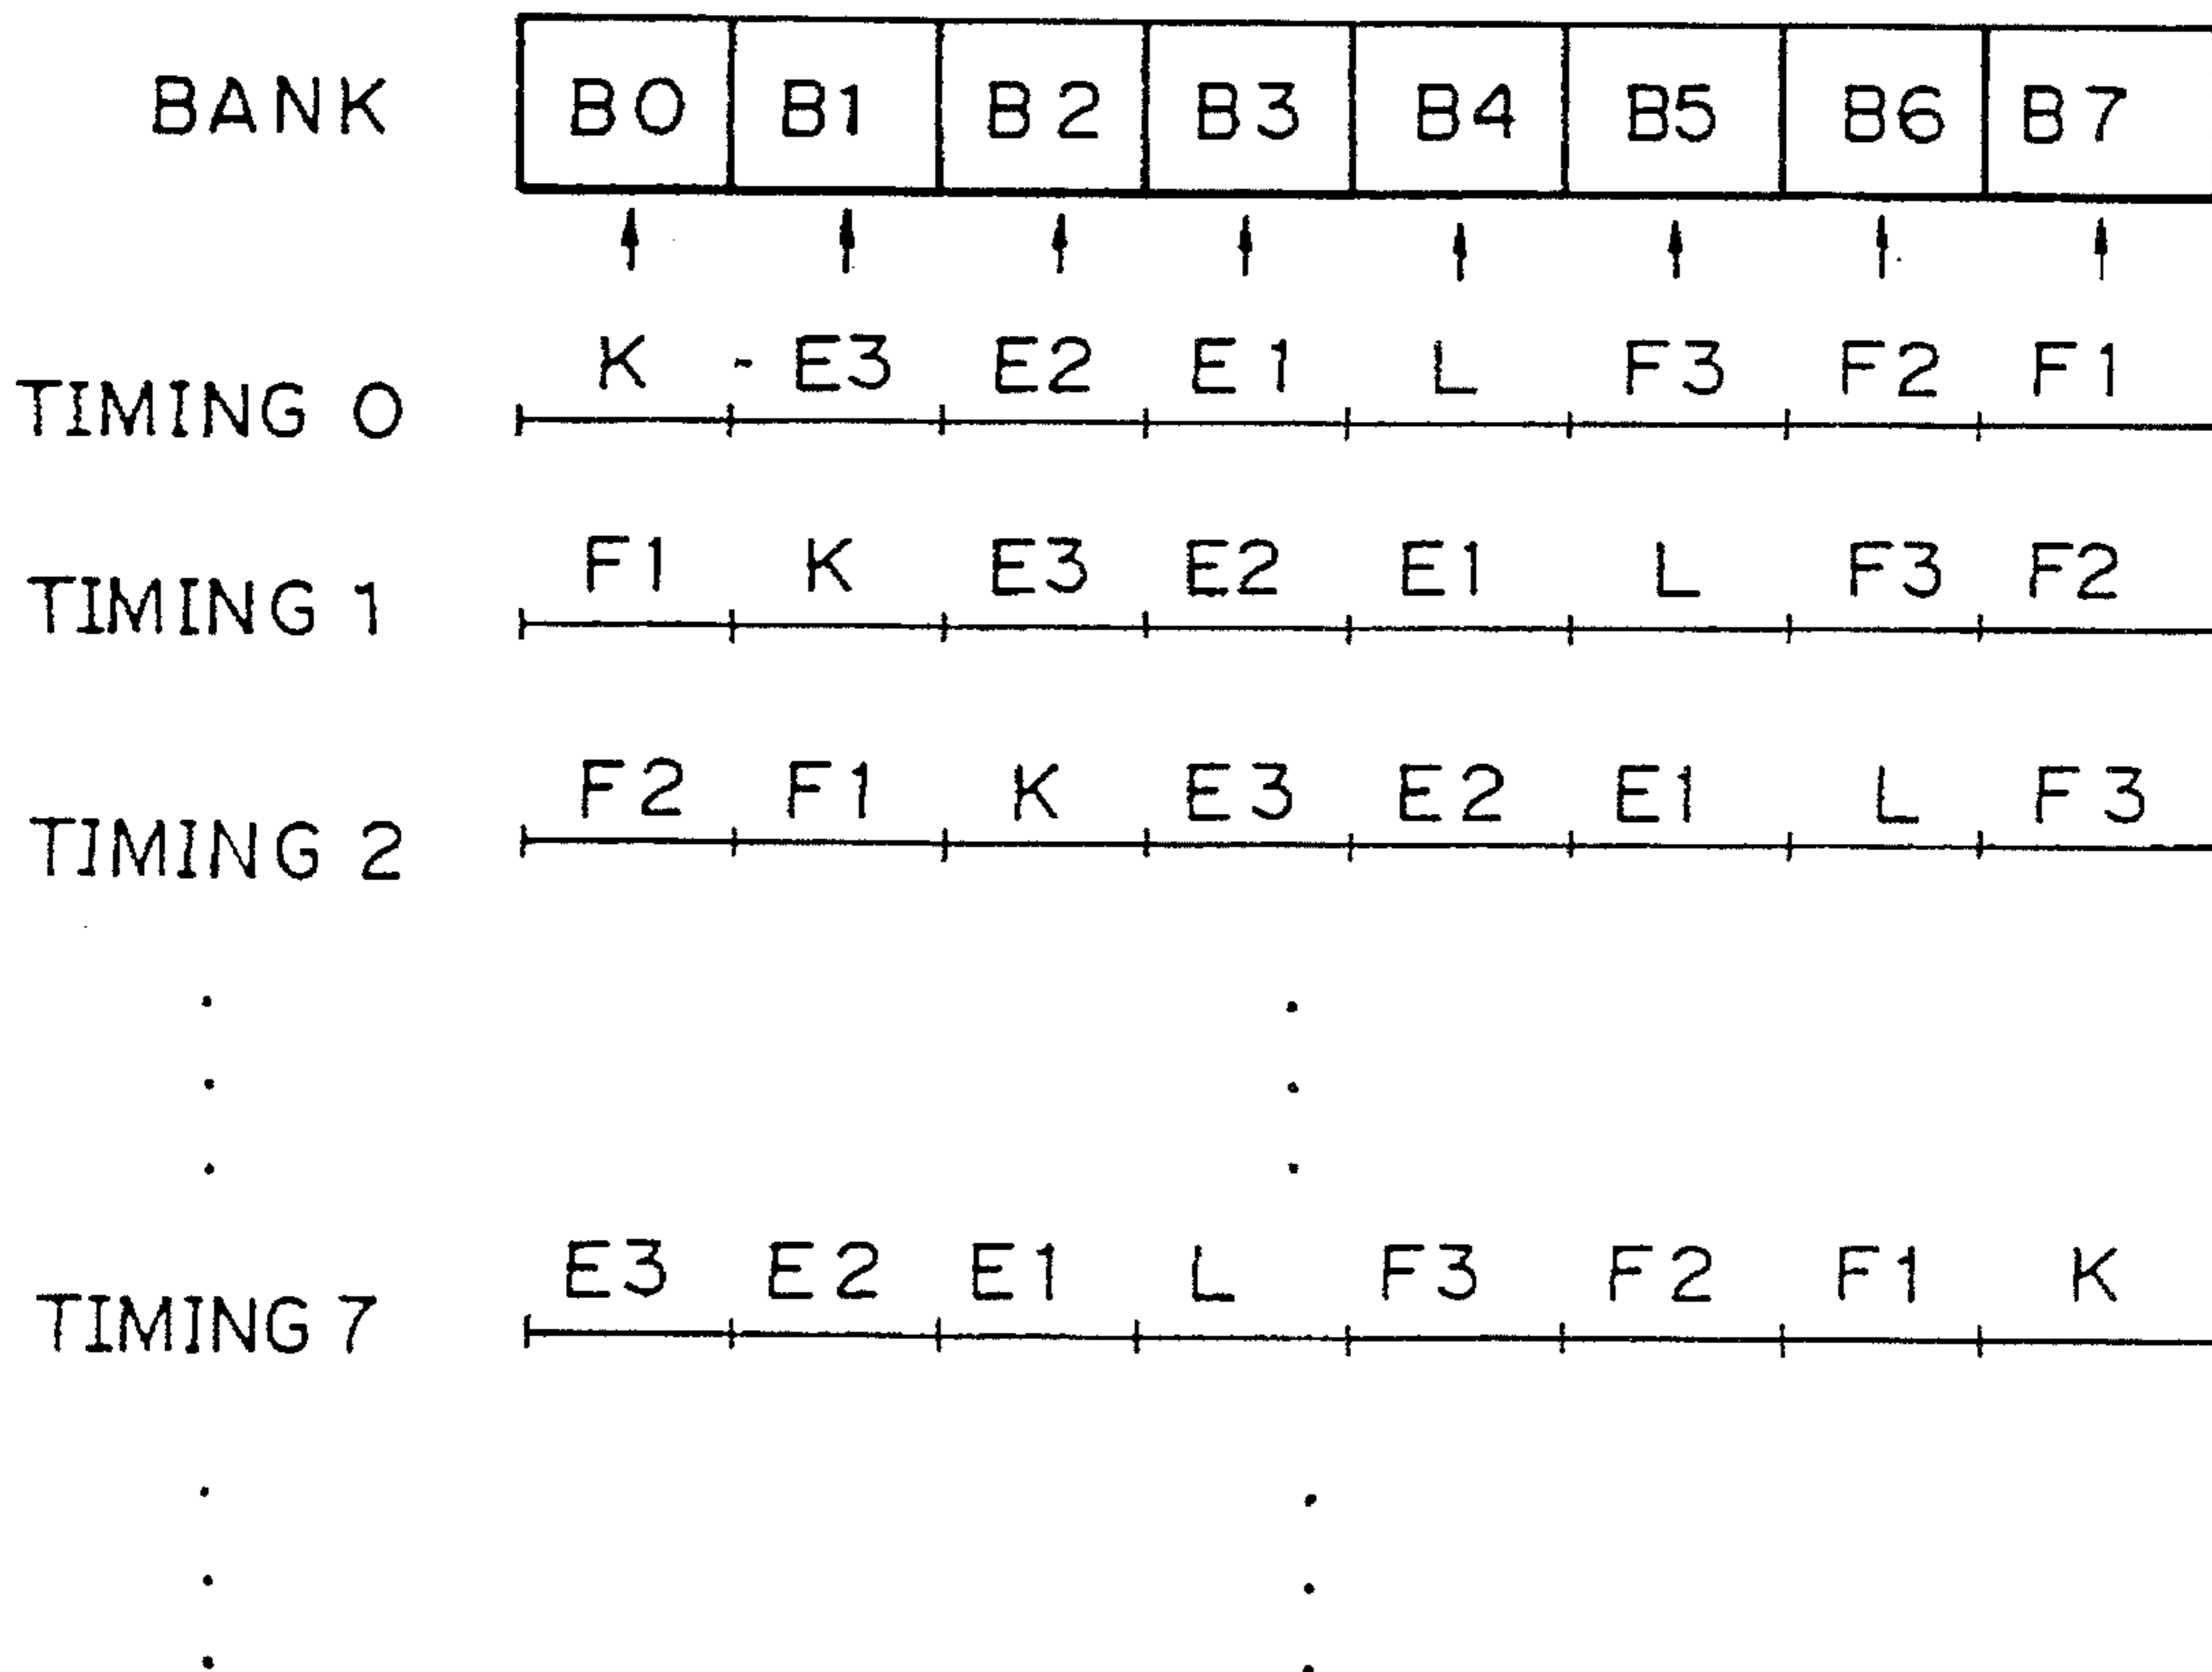 BANK B0 B1 B2 B3 B4 B5 B6 B7
TIMING 0 K E3 E2 E1 L F3 F2 F1
TIMING 1 F1 K E3 E2 E1 L F3 F2
TIMING 2 F2 F1 K E3 E2 E1 L F3
TIMING 7 E3 E2 E1 L F3 F2 F1 K